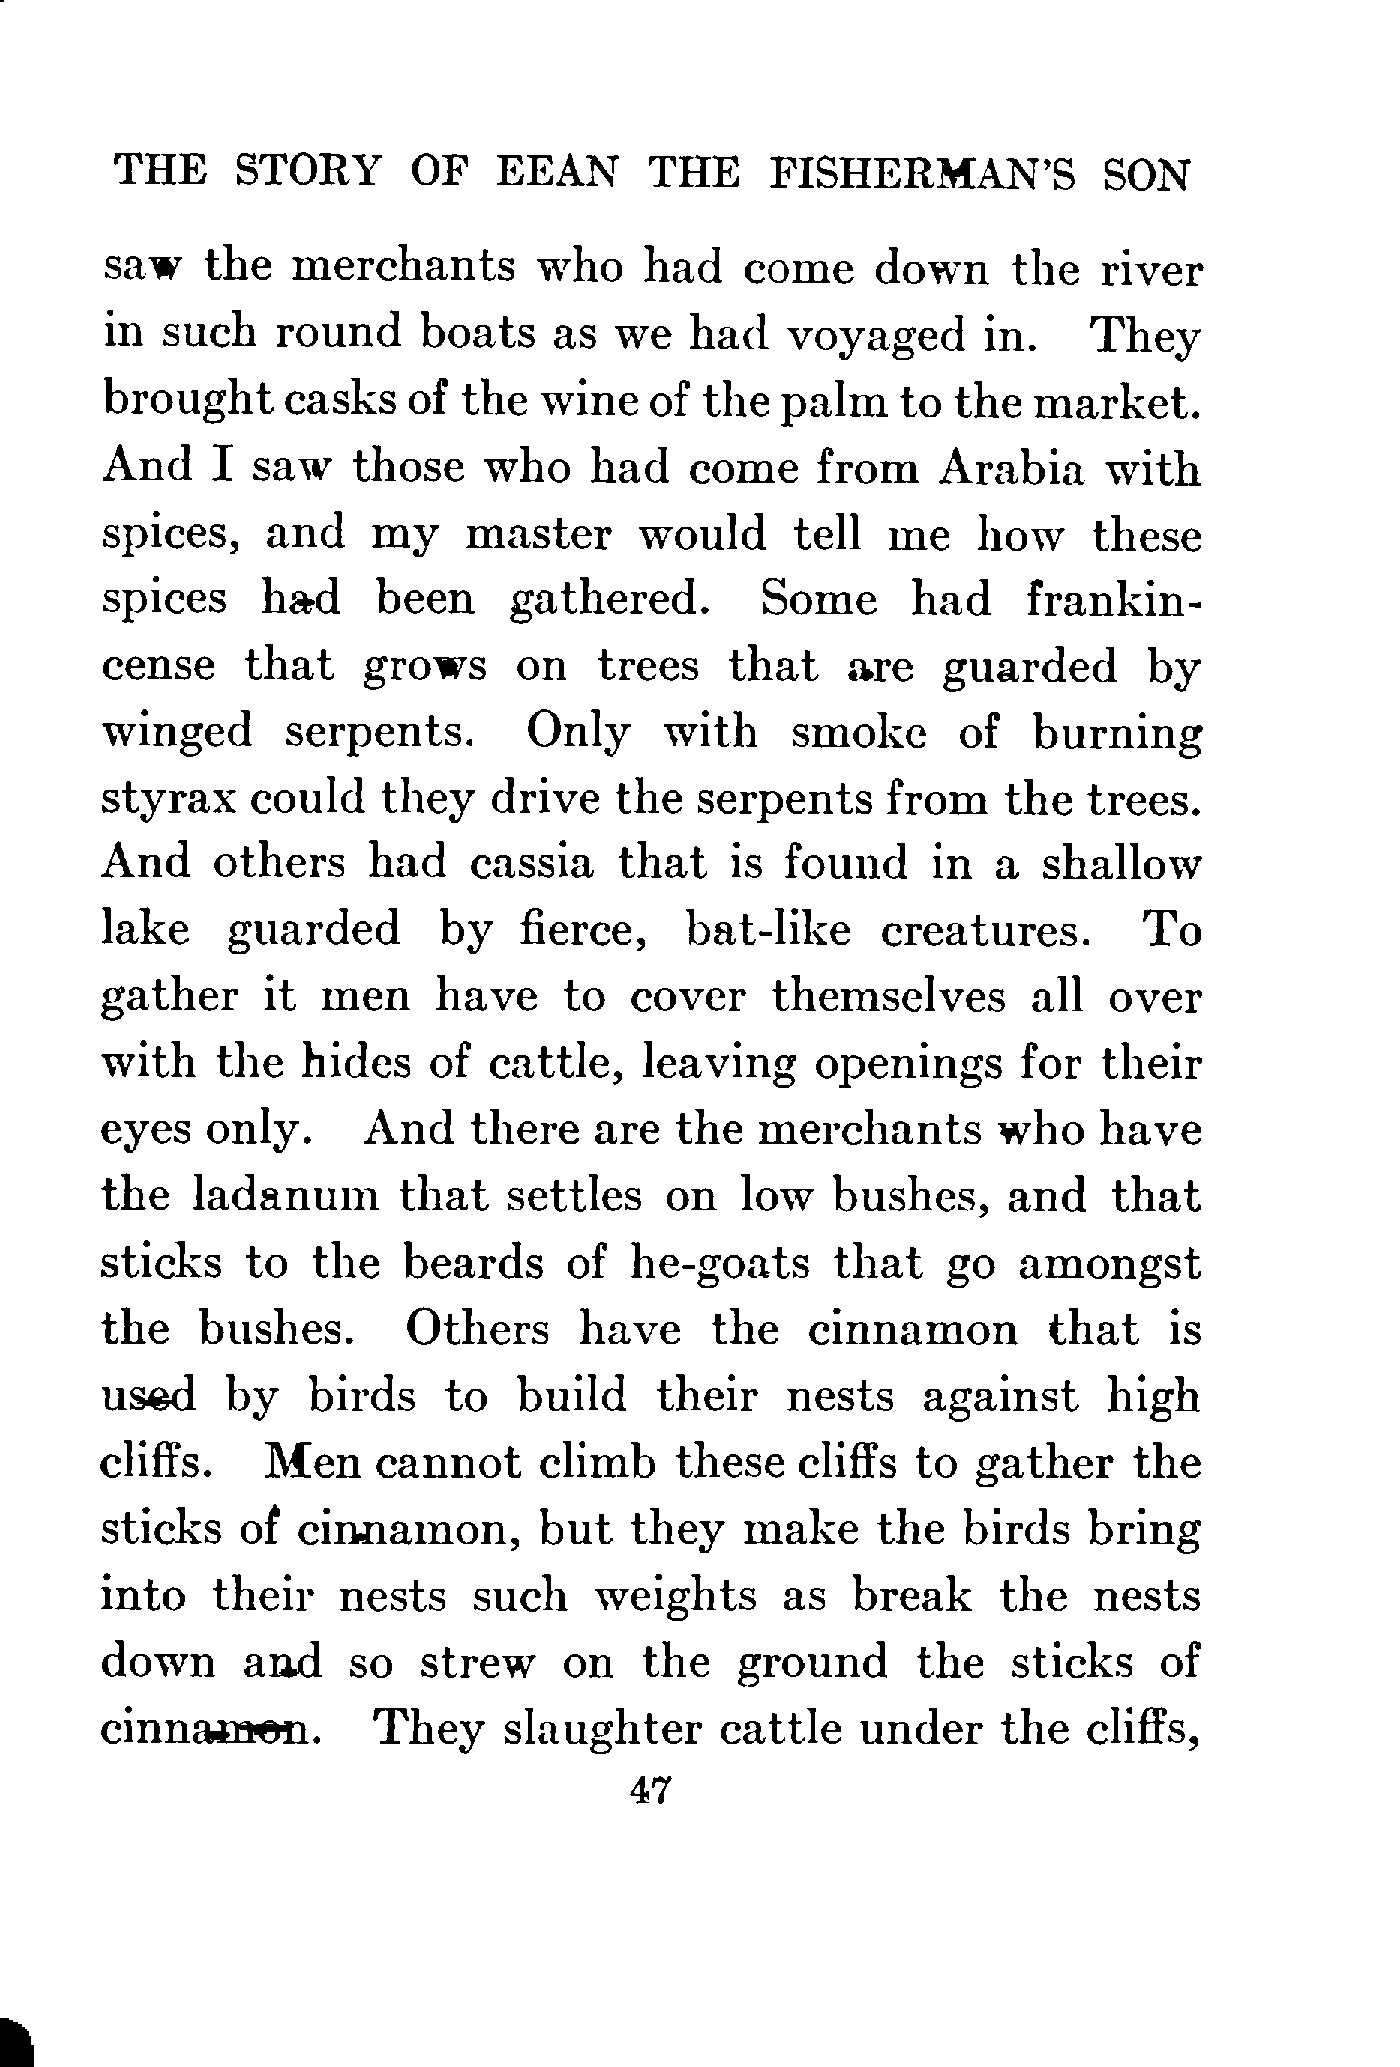 THE STORY OF EEAN THE FISHERMAN'S SON
saw the merchants who had come down the river
in such round boats as we had voyaged in. They
brought casks of the wine of the palm to the market.
And I saw those who had come from Arabia with
spices, and my master would tell me how these
spices had been gathered. Some had frankin-
cense that grows on trees that are guarded by
winged serpents. Only with smoke of burning
styrax could they drive the serpents from the trees.
And others had cassia that is found in a shallow
lake guarded by fierce, bat-like creatures. To
gather it men have to cover themselves all over
with the hides of cattle, leaving openings for their
eyes only. And there are the merchants who have
the ladanum that settles on low bushes, and that
sticks to the beards of he-goats that go amongst
the bushes. Others have the cinnamon that is
used by birds to build their nests against high
cliffs. Men cannot climb these cliffs to gather the
sticks of cinnamon, but they make the birds bring
into their nests such weights as break the nests
down and so strew on the ground the sticks of
cinnamon. They slaughter cattle under the cliffs,
47